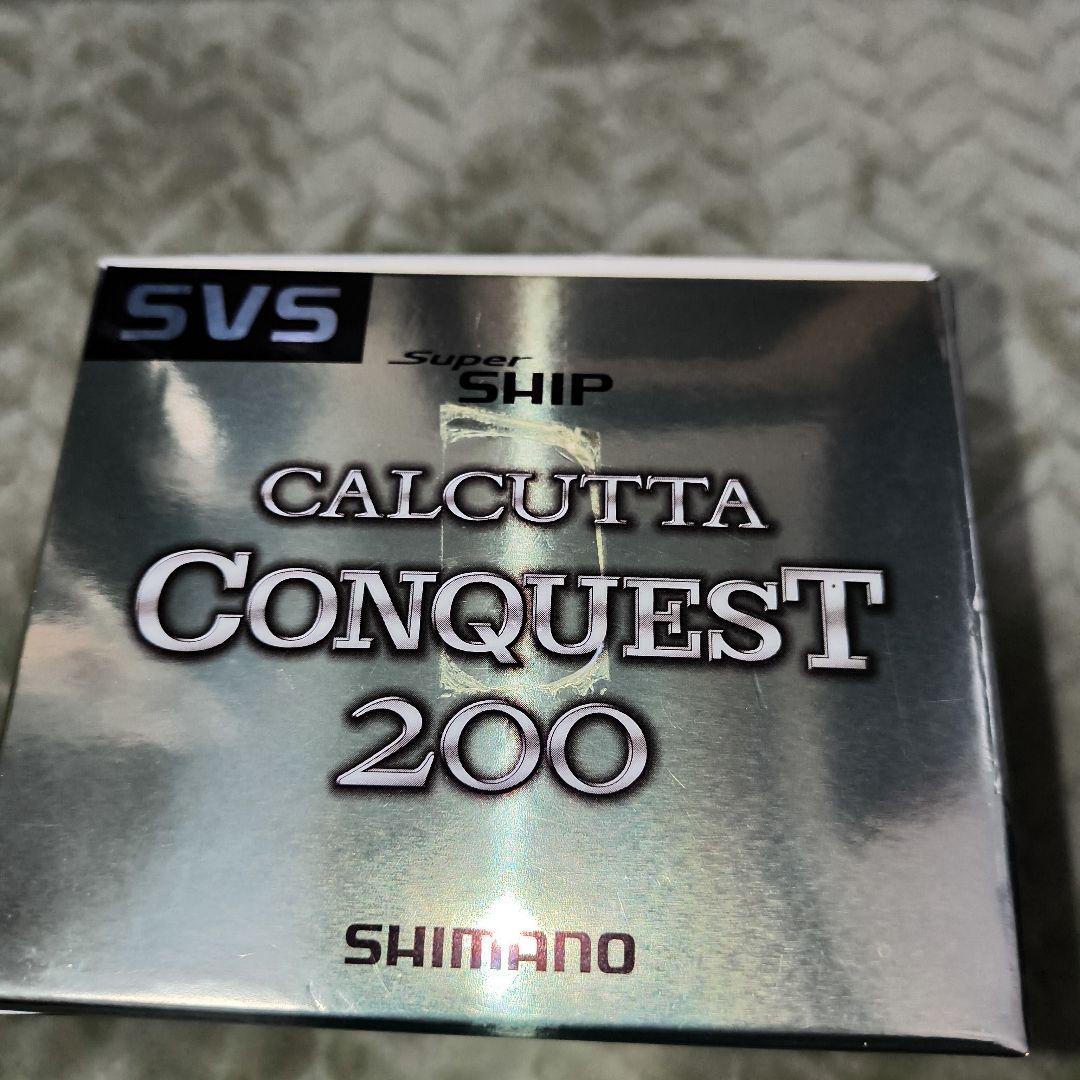 SVS
Super
SHIP
CALCUTTA
CONQUEST
200
SHIMANO